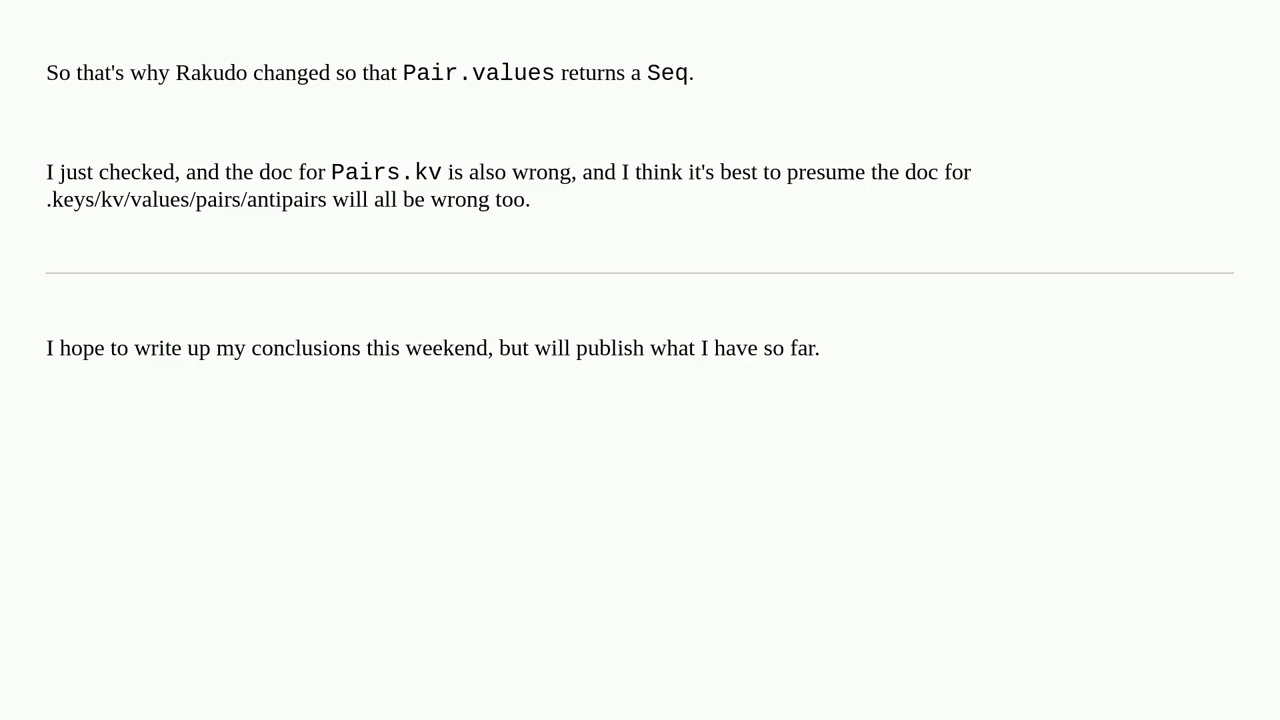 So that's why Rakudo changed so that Pair.values returns a Seq.
I just checked, and the doc for Pairs.kv is also wrong, and I think it's best to presume the doc for
.keys/kv/values/pairs/antipairs will all be wrong too.
I hope to write up my conclusions this weekend, but will publish what I have so far.